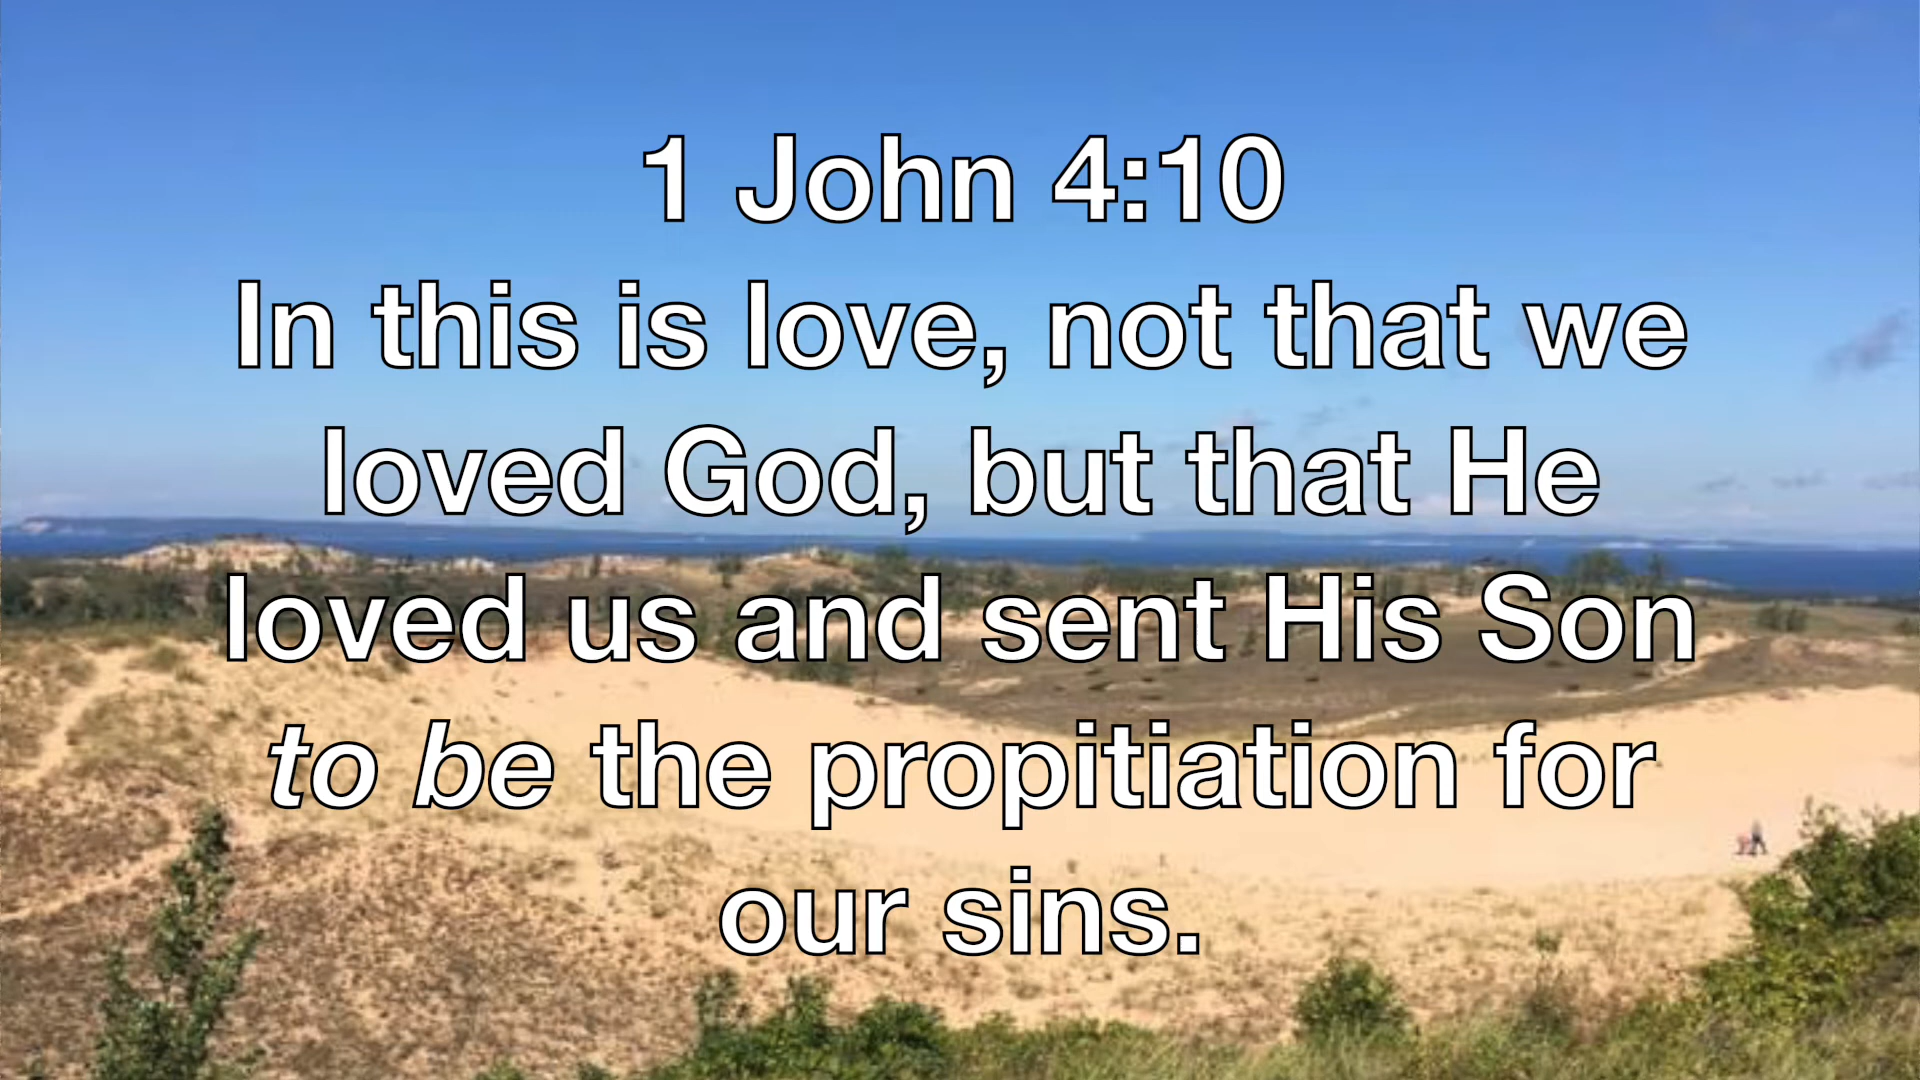 1 John 4:10
In this is love, not that we
loved God, but that He
loved us and sent His Son
to be the propitiation for
our sins.